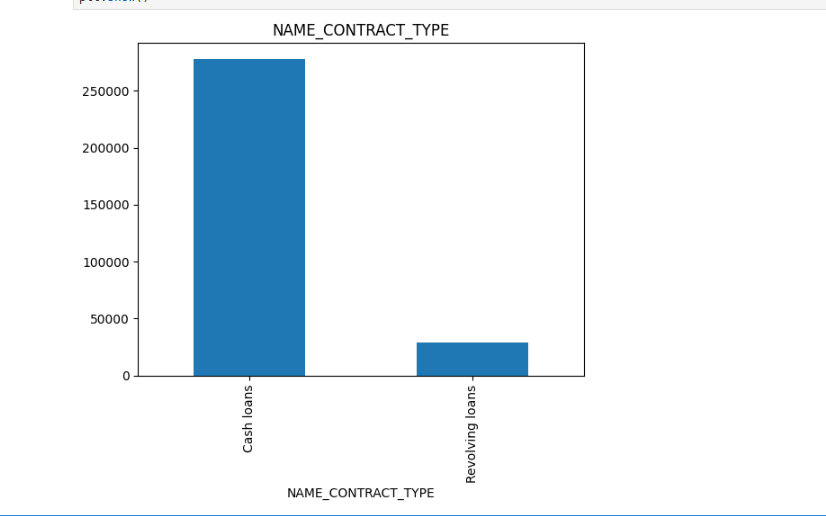 NAME_CONTRACT_TYPE
250000
200000
150000
100000
50000
0
Cash loans
Revolving loans
NAME_CONTRACT_TYPE